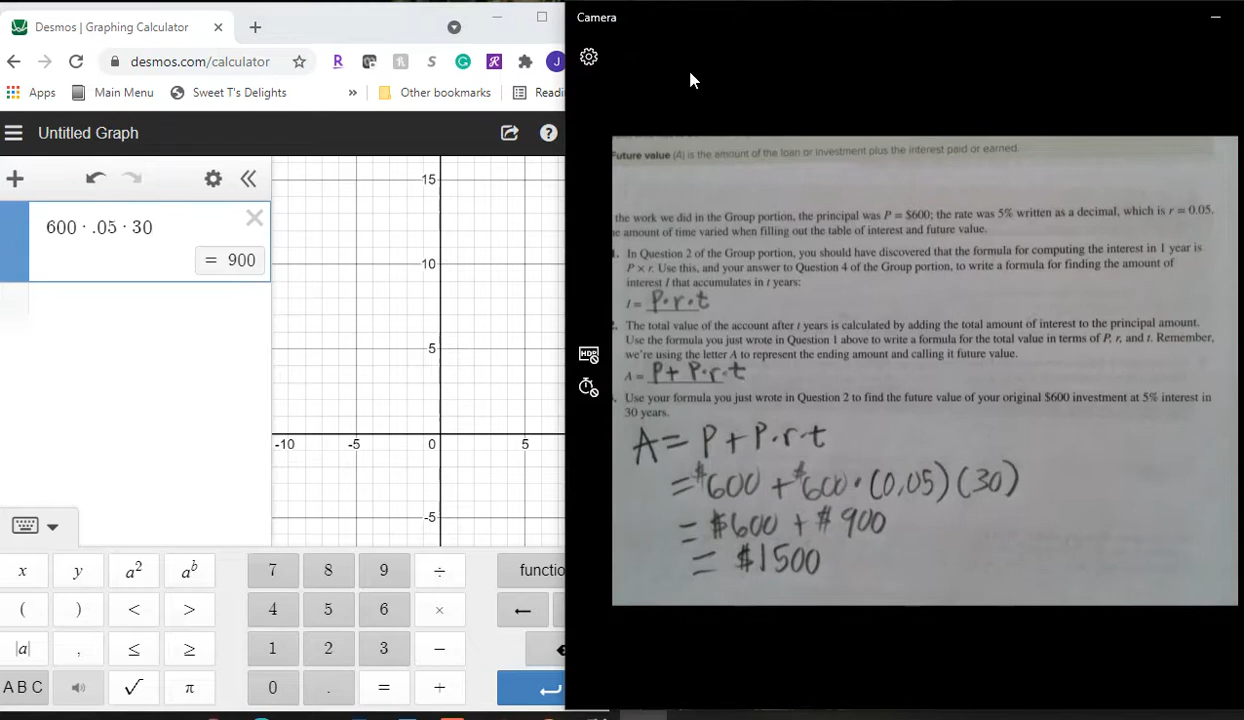 Desmos | Graphing Calculator
Camera
desmos.com/calculator
Apps Main Menu Sweet T's Delights » Other bookmarks Readi
Untitled Graph
600 · .05 · 30
= 900
15
10
5
-10 -5 0 5
-5
x y a² aᵇ 7 8 9 ÷ functio
( ) < > 4 5 6 ×
|a| , ≤ ≥ 1 2 3 −
A B C √ π 0 . = +
Future value (A) is the amount of the loan or investment plus the interest paid or earned.
the work we did in the Group portion, the principal was P = $600; the rate was 5% written as a decimal, which is r = 0.05.
e amount of time varied when filling out the table of interest and future value.
1. In Question 2 of the Group portion, you should have discovered that the formula for computing the interest in 1 year is
P × r. Use this, and your answer to Question 4 of the Group portion, to write a formula for finding the amount of
interest I that accumulates in t years:
I = P·r·t
2. The total value of the account after t years is calculated by adding the total amount of interest to the principal amount.
Use the formula you just wrote in Question 1 above to write a formula for the total value in terms of P, r, and t. Remember,
we're using the letter A to represent the ending amount and calling it future value.
A = P + P·r·t
Use your formula you just wrote in Question 2 to find the future value of your original $600 investment at 5% interest in
30 years.
A = P + P·r·t
= $600 + $600 · (0.05) (30)
= $600 + $900
= $1500